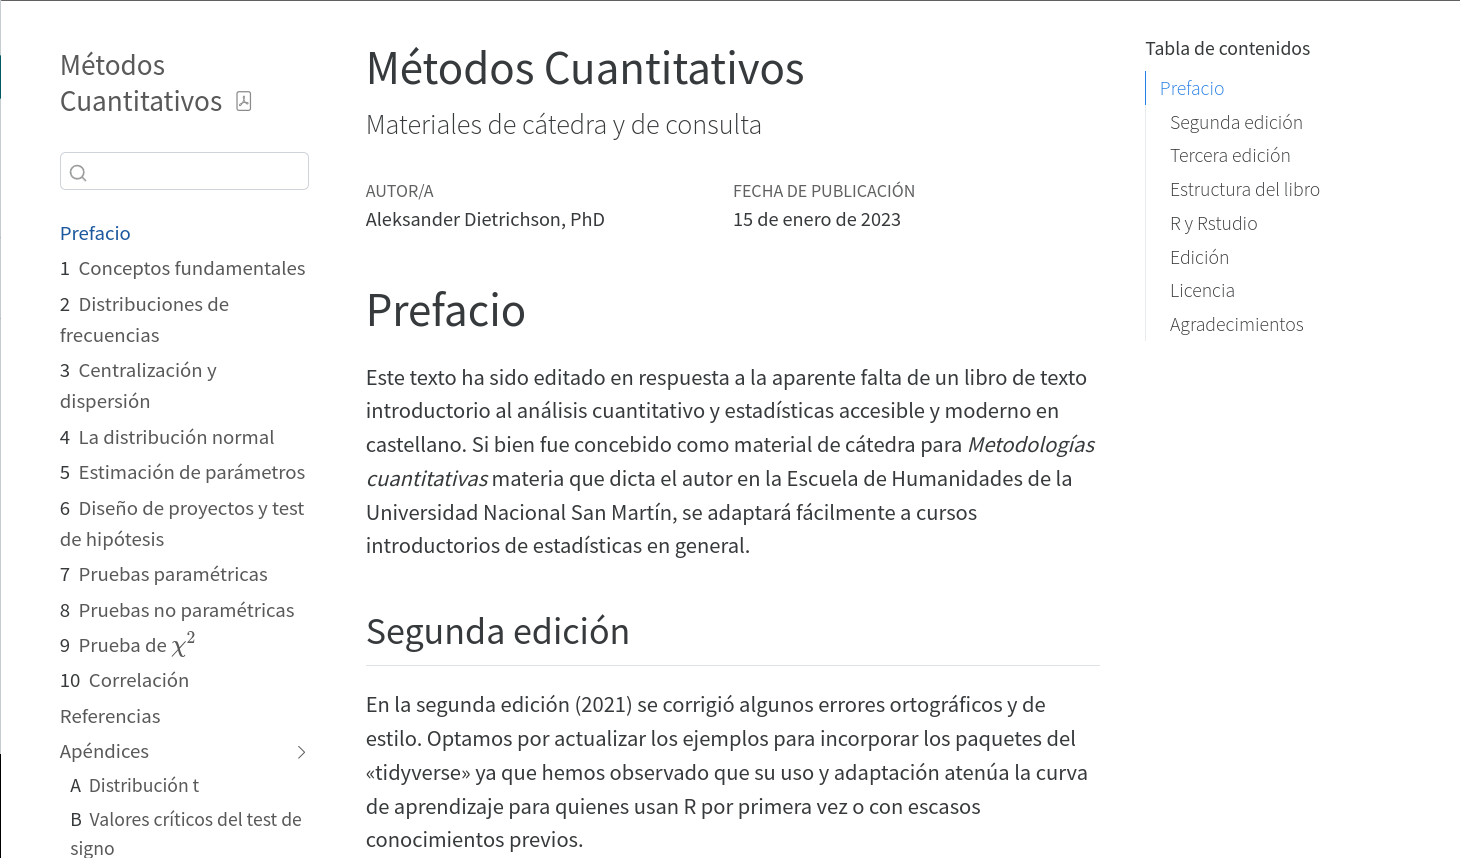 Métodos
Cuantitativos
Prefacio
1 Conceptos fundamentales
2 Distribuciones de
frecuencias
3 Centralización y
dispersión
4 La distribución normal
5 Estimación de parámetros
6 Diseño de proyectos y test
de hipótesis
7 Pruebas paramétricas
8 Pruebas no paramétricas
9 Prueba de χ²
10 Correlación
Referencias
Apéndices
A Distribución t
B Valores críticos del test de
signo
Métodos Cuantitativos
Materiales de cátedra y de consulta
AUTOR/A
Aleksander Dietrichson, PhD
FECHA DE PUBLICACIÓN
15 de enero de 2023
Prefacio
Este texto ha sido editado en respuesta a la aparente falta de un libro de texto
introductorio al análisis cuantitativo y estadísticas accesible y moderno en
castellano. Si bien fue concebido como material de cátedra para Metodologías
cuantitativas materia que dicta el autor en la Escuela de Humanidades de la
Universidad Nacional San Martín, se adaptará fácilmente a cursos
introductorios de estadísticas en general.
Segunda edición
En la segunda edición (2021) se corrigió algunos errores ortográficos y de
estilo. Optamos por actualizar los ejemplos para incorporar los paquetes del
«tidyverse» ya que hemos observado que su uso y adaptación atenúa la curva
de aprendizaje para quienes usan R por primera vez o con escasos
conocimientos previos.
Tabla de contenidos
Prefacio
Segunda edición
Tercera edición
Estructura del libro
R y Rstudio
Edición
Licencia
Agradecimientos